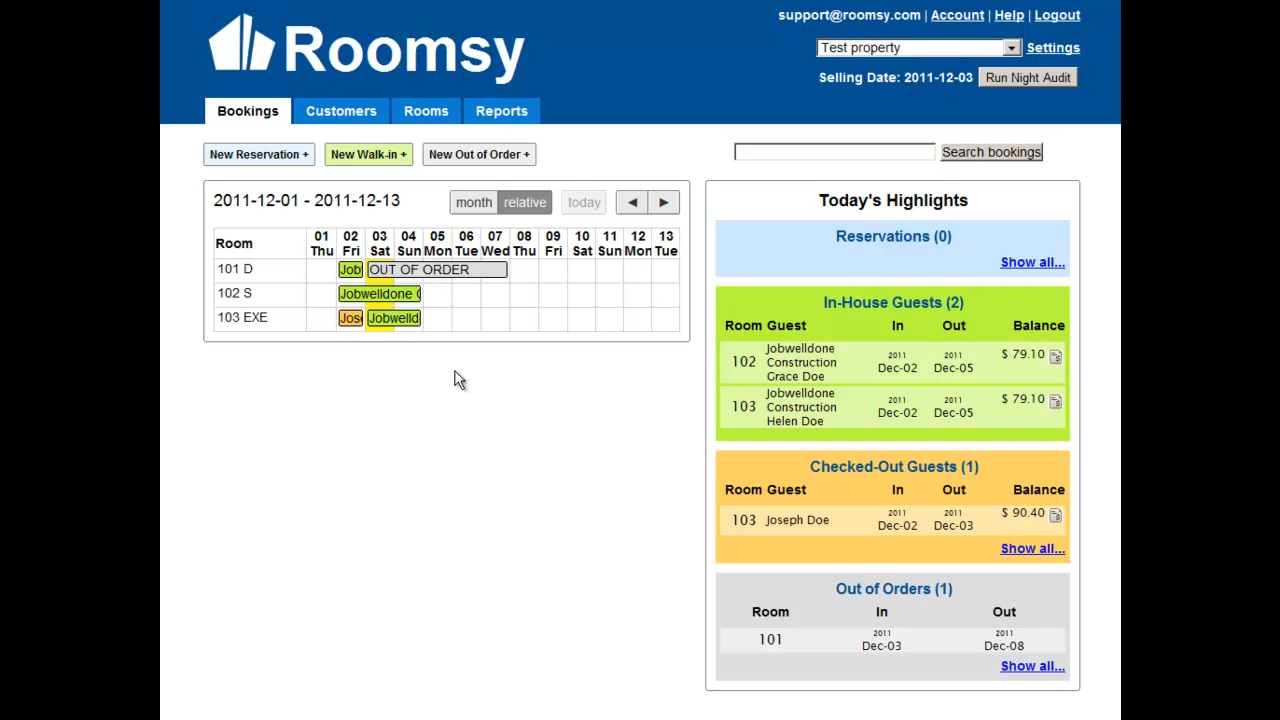 Roomsy
support@roomsy.com | Account | Help | Logout
Test property Settings
Selling Date: 2011-12-03 Run Night Audit
Bookings Customers Rooms Reports
New Reservation + New Walk-in + New Out of Order + Search bookings
2011-12-01 - 2011-12-13 month relative today
Room 01 Thu 02 Fri 03 Sat 04 Sun 05 Mon 06 Tue 07 Wed 08 Thu 09 Fri 10 Sat 11 Sun 12 Mon 13 Tue
101 D Job OUT OF ORDER
102 S Jobwelldone
103 EXE Jos Jobwelld
Today's Highlights
Reservations (0)
Show all...
In-House Guests (2)
Room Guest In Out Balance
102 Jobwelldone Construction Grace Doe 2011 Dec-02 2011 Dec-05 $ 79.10
103 Jobwelldone Construction Helen Doe 2011 Dec-02 2011 Dec-05 $ 79.10
Checked-Out Guests (1)
Room Guest In Out Balance
103 Joseph Doe 2011 Dec-02 2011 Dec-03 $ 90.40
Show all...
Out of Orders (1)
Room In Out
101 2011 Dec-03 2011 Dec-08
Show all...